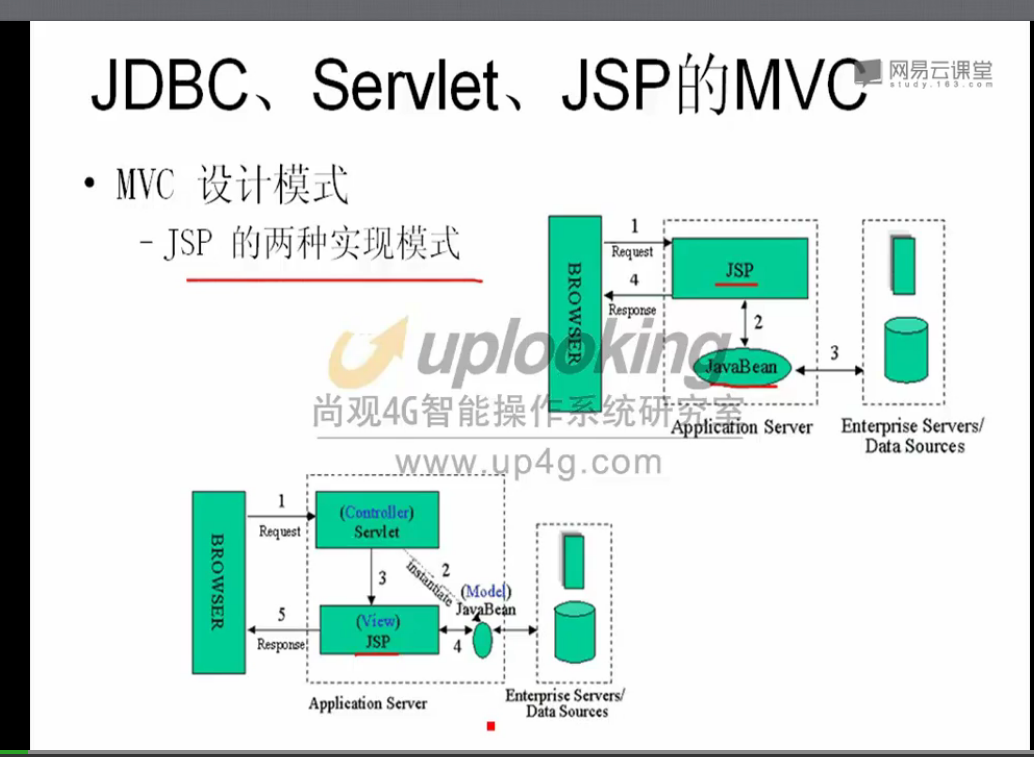 JDBC、Servlet、JSP的MVC
网易云课堂
study.163.com
• MVC 设计模式
－JSP 的两种实现模式
BROWSER
1
Request
4
Response
JSP
2
JavaBean
3
Application Server
Enterprise Servers/
Data Sources
uplooking
尚观4G智能操作系统研究室
www.up4g.com
BROWSER
1
Request
(Controller)
Servlet
3
2
Instantiate
(Model)
JavaBean
5
Response
(View)
JSP
4
Application Server
Enterprise Servers/
Data Sources